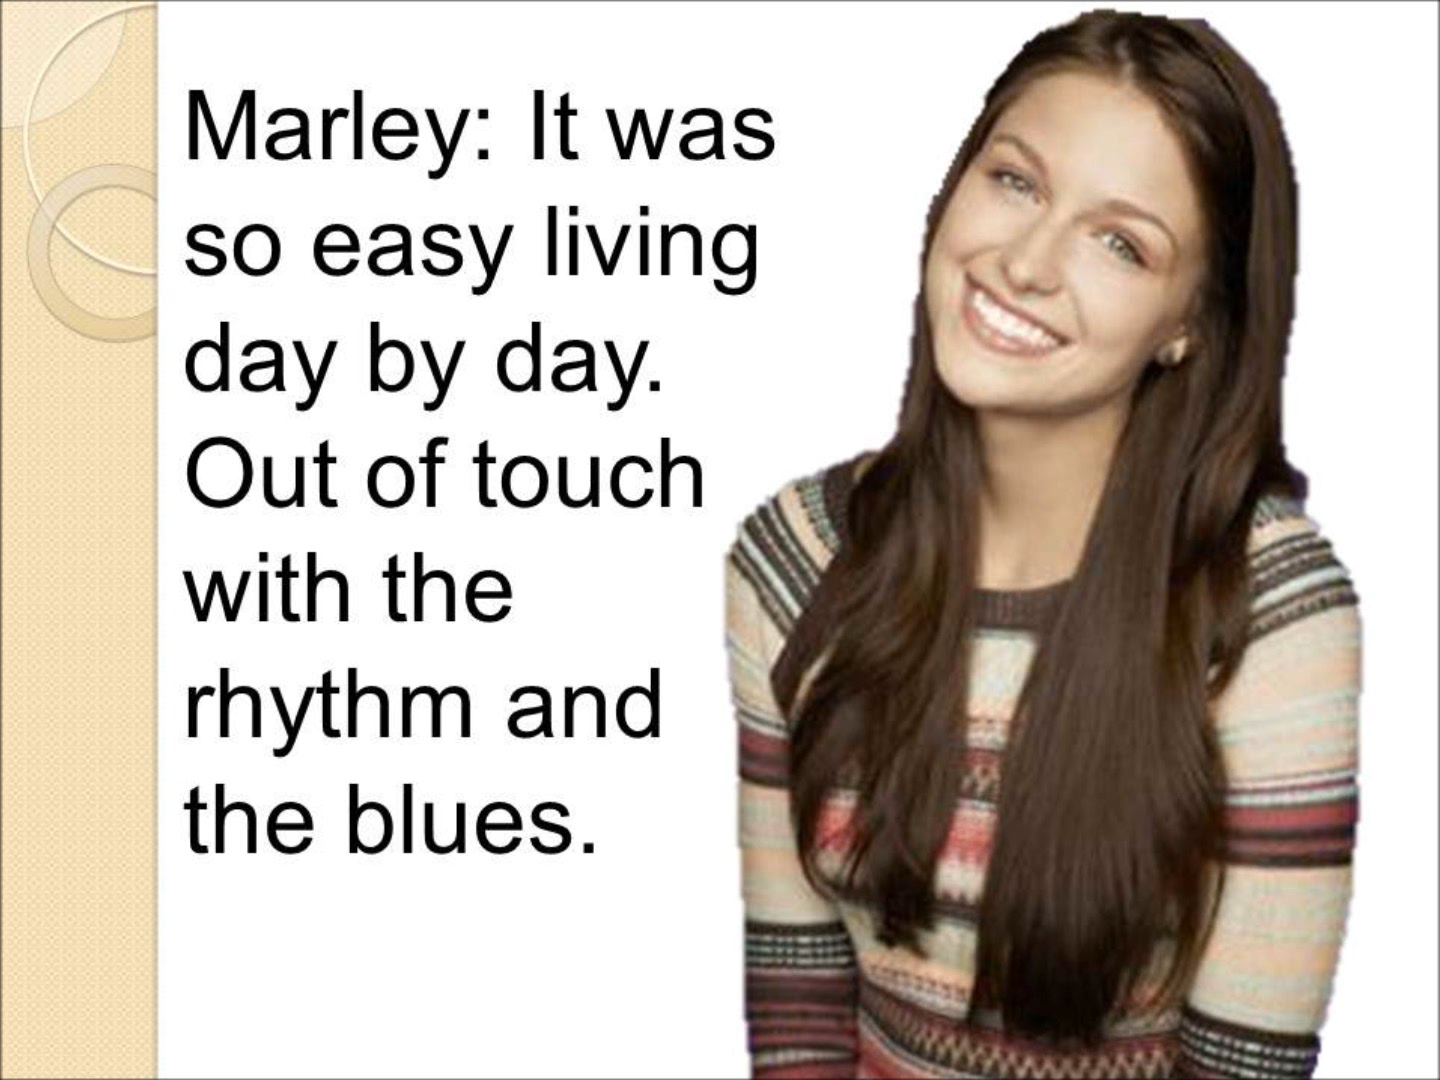 Marley: It was
so easy living
day by day.
Out of touch
with the
rhythm and
the blues.